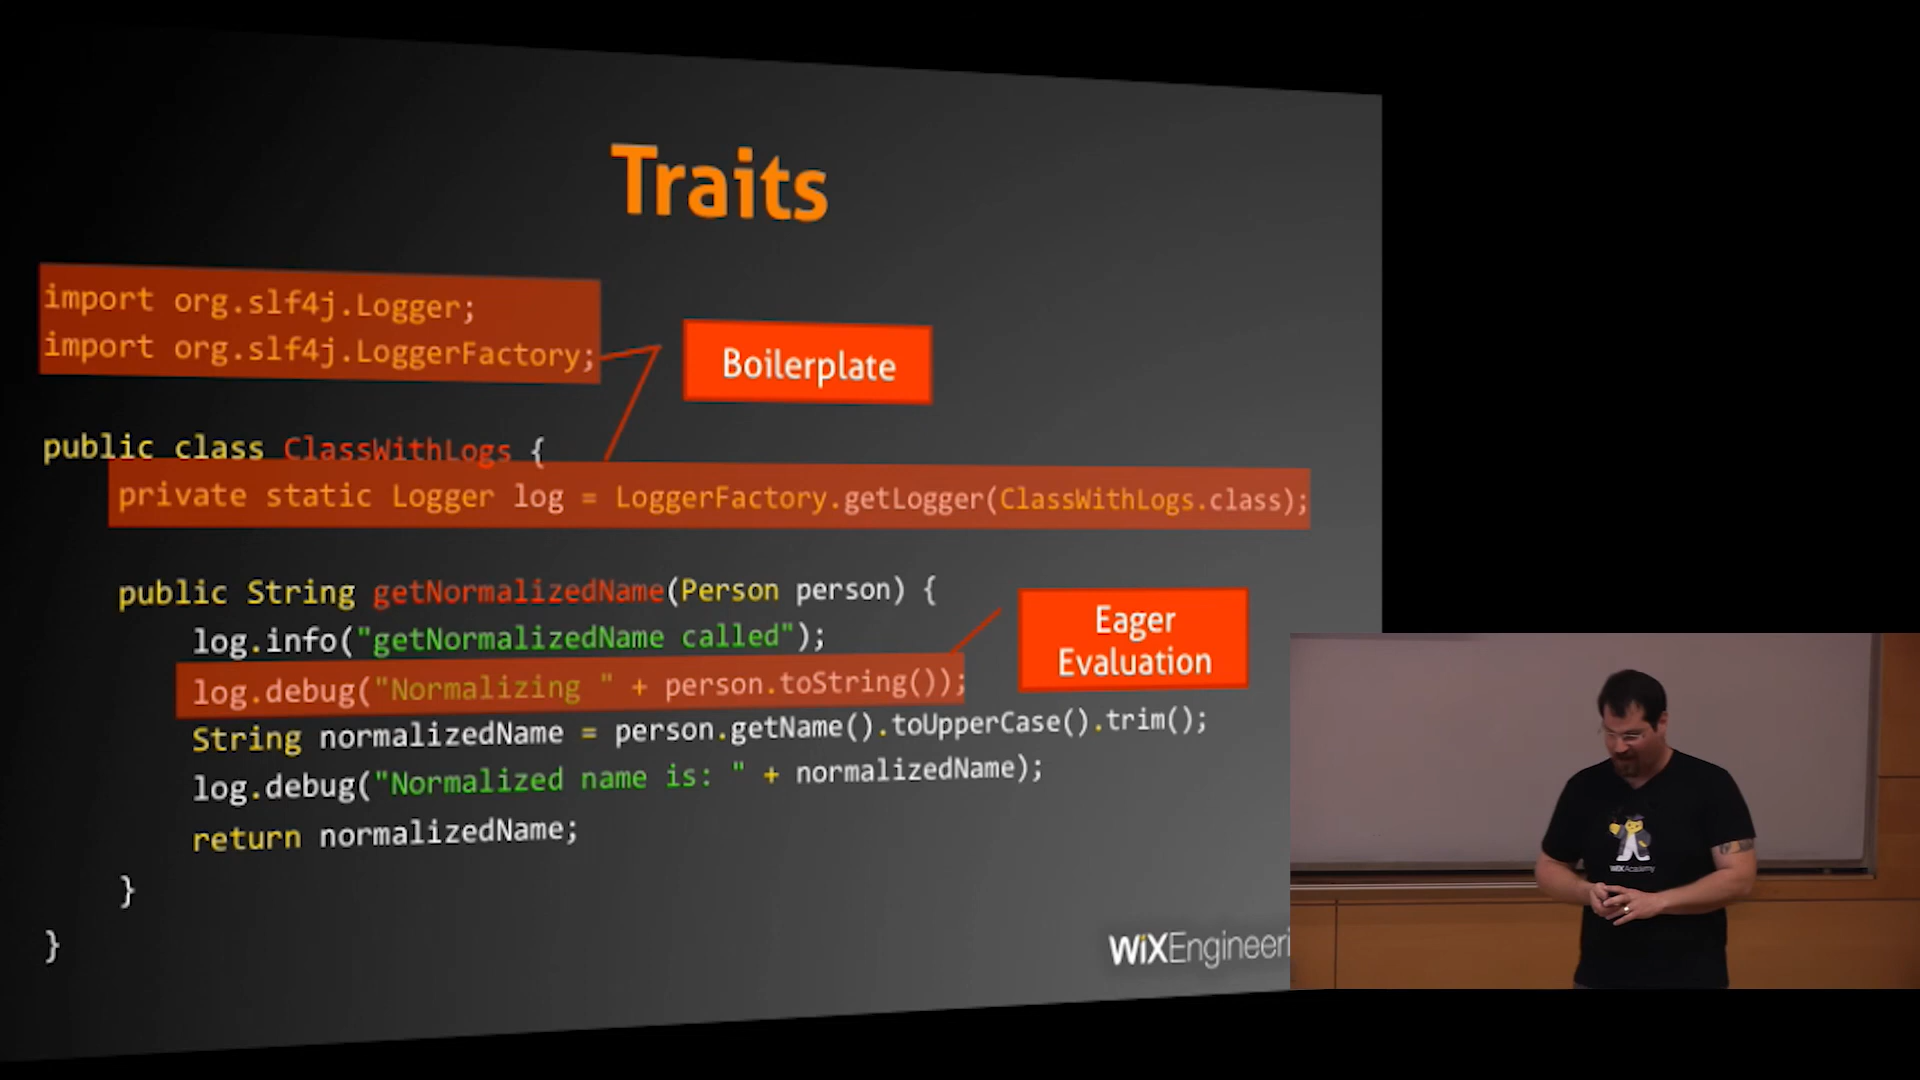 Traits
import org.slf4j.Logger;
import org.slf4j.LoggerFactory;
Boilerplate
public class ClassWithLogs {
private static Logger log = LoggerFactory.getLogger(ClassWithLogs.class);
public String getNormalizedName(Person person) {
log.info("getNormalizedName called");
Eager
Evaluation
log.debug("Normalizing " + person.toString());
String normalizedName = person.getName().toUpperCase().trim();
log.debug("Normalized name is: " + normalizedName);
return normalizedName;
}
}
WiXEngineeri
WiXAcademy